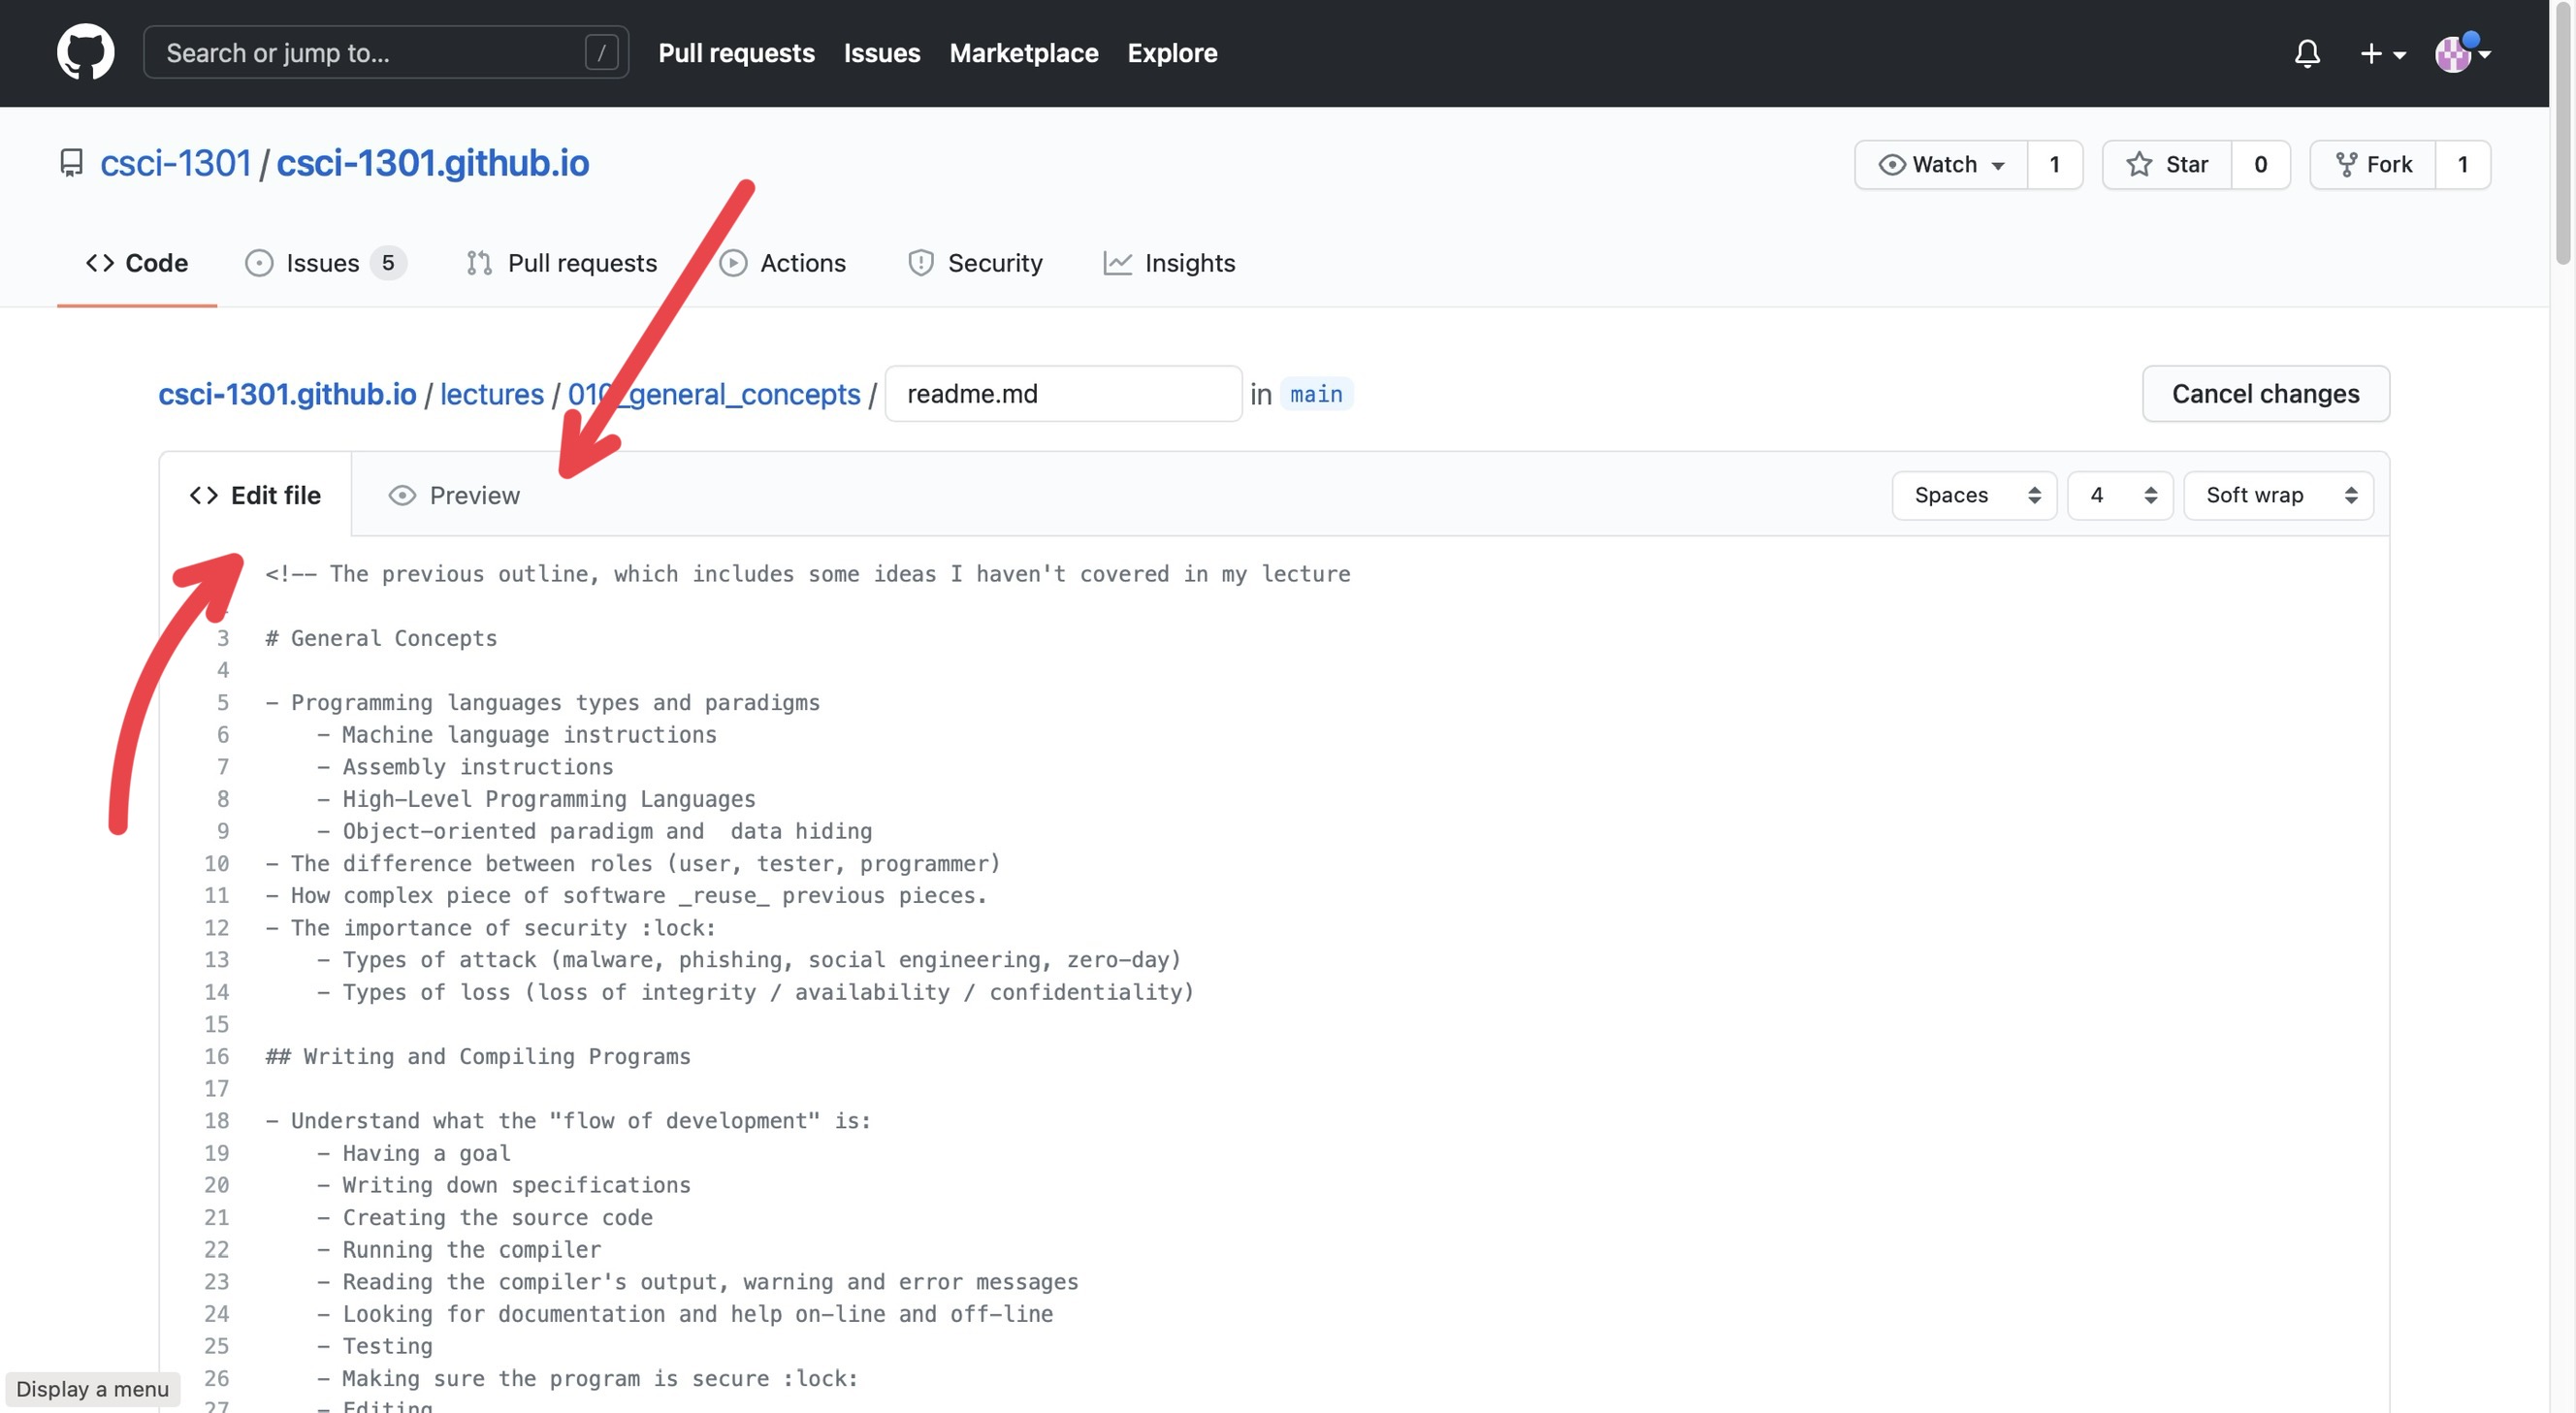 Search or jump to... / Pull requests Issues Marketplace Explore
csci-1301 / csci-1301.github.io Watch 1 Star 0 Fork 1
Code Issues 5 Pull requests Actions Security Insights
csci-1301.github.io / lectures / 010_general_concepts / readme.md in main Cancel changes
Edit file Preview Spaces 4 Soft wrap
<!-- The previous outline, which includes some ideas I haven't covered in my lecture
3 # General Concepts
4
5 - Programming languages types and paradigms
6 - Machine language instructions
7 - Assembly instructions
8 - High-Level Programming Languages
9 - Object-oriented paradigm and  data hiding
10 - The difference between roles (user, tester, programmer)
11 - How complex piece of software _reuse_ previous pieces.
12 - The importance of security :lock:
13 - Types of attack (malware, phishing, social engineering, zero-day)
14 - Types of loss (loss of integrity / availability / confidentiality)
15
16 ## Writing and Compiling Programs
17
18 - Understand what the "flow of development" is:
19 - Having a goal
20 - Writing down specifications
21 - Creating the source code
22 - Running the compiler
23 - Reading the compiler's output, warning and error messages
24 - Looking for documentation and help on-line and off-line
25 - Testing
26 - Making sure the program is secure :lock:
27 - Editing
Display a menu